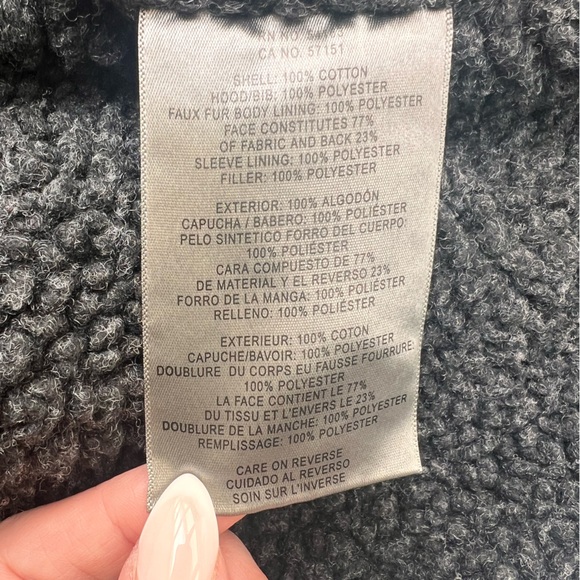 RN NO.
CA NO. 57151
SHELL: 100% COTTON
HOOD/BIB: 100% POLYESTER
FAUX FUR BODY LINING: 100% POLYESTER
FACE CONSTITUTES 77%
OF FABRIC AND BACK 23%
SLEEVE LINING: 100% POLYESTER
FILLER: 100% POLYESTER
EXTERIOR: 100% ALGODÓN
CAPUCHA / BABERO: 100% POLIÉSTER
PELO SINTETICO FORRO DEL CUERPO:
100% POLIÉSTER
CARA COMPUESTO DE 77%
DE MATERIAL Y EL REVERSO 23%
FORRO DE LA MANGA: 100% POLIÉSTER
RELLENO: 100% POLIÉSTER
EXTERIEUR: 100% COTON
CAPUCHE/BAVOIR: 100% POLYESTER
DOUBLURE DU CORPS EU FAUSSE FOURRURE:
100% POLYESTER
LA FACE CONTIENT LE 77%
DU TISSU ET L'ENVERS LE 23%
DOUBLURE DE LA MANCHE: 100% POLYESTER
REMPLISSAGE: 100% POLYESTER
CARE ON REVERSE
CUIDADO AL REVERSO
SOIN SUR L'INVERSE